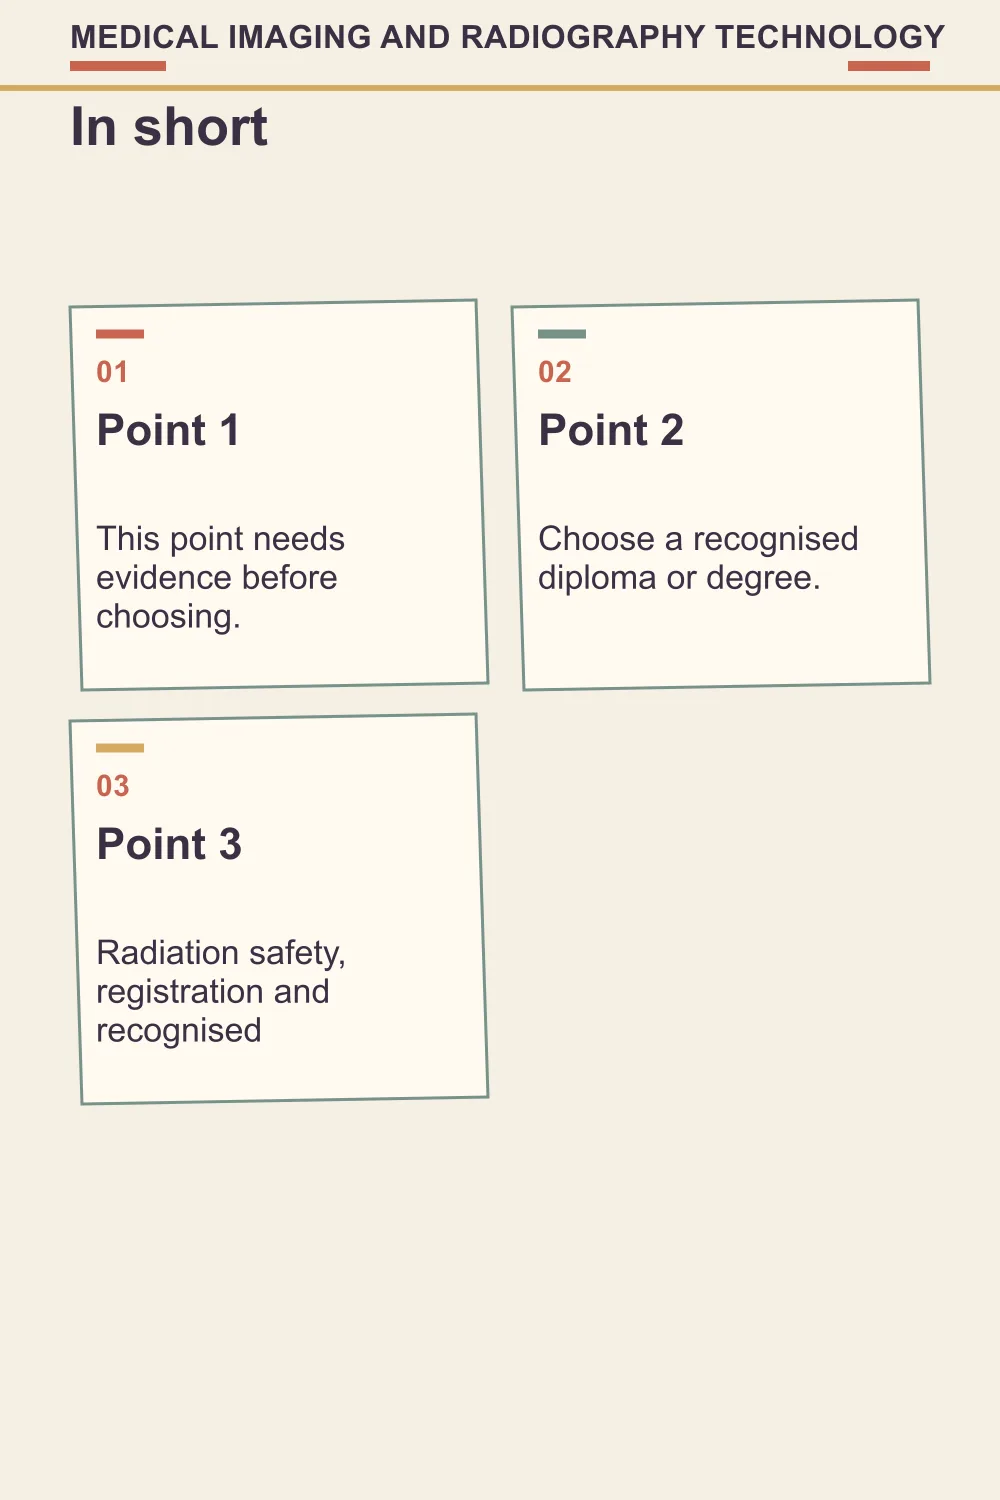 MEDICAL IMAGING AND RADIOGRAPHY TECHNOLOGY
In short
01
Point 1
This point needs
evidence before
choosing.
02
Point 2
Choose a recognised
diploma or degree.
03
Point 3
Radiation safety,
registration and
recognised